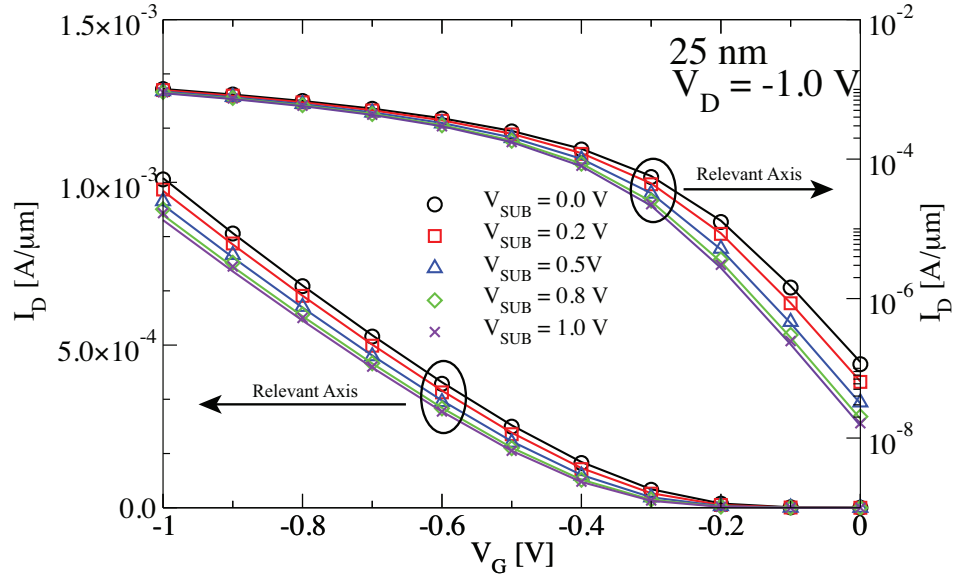 1.5×10⁻³
1.0×10⁻³
5.0×10⁻⁴
0.0
I_D [A/μm]
25 nm
V_D = -1.0 V
Relevant Axis
V_SUB = 0.0 V
V_SUB = 0.2 V
V_SUB = 0.5V
V_SUB = 0.8 V
V_SUB = 1.0 V
Relevant Axis
10⁻²
10⁻⁴
10⁻⁶
10⁻⁸
I_D [A/μm]
-1 -0.8 -0.6 -0.4 -0.2 0
V_G [V]